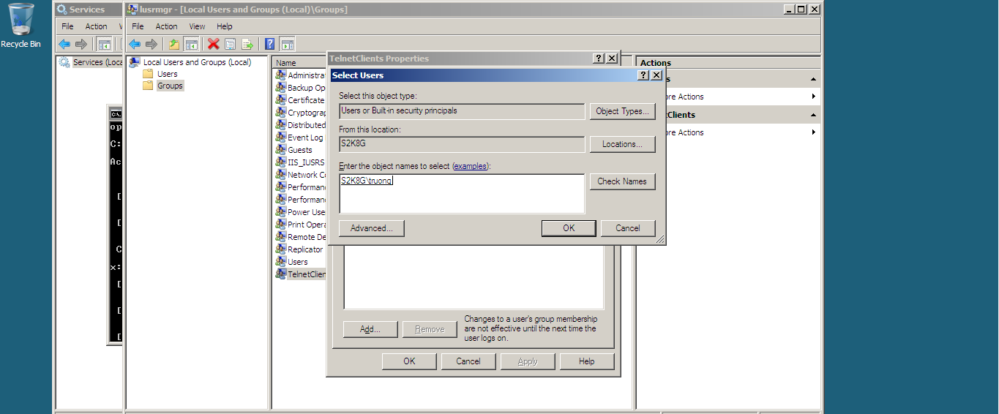 Recycle Bin
Services
File Action
Services (Loca
lusrmgr - [Local Users and Groups (Local)\Groups]
File Action View Help
Local Users and Groups (Local)
Users
Groups
Name
Administra
Backup Op
Certificate
Cryptograp
Distributed
Event Log
Guests
IIS_IUSRS
Network Co
Performan
Performan
Power Use
Print Opera
Remote De
Replicator
Users
TelnetClien
op
C:
Ac
[
[
C
x:
[
[
[
TelnetClients Properties
Select Users
Select this object type:
Users or Built-in security principals
Object Types...
From this location:
S2K8G
Locations...
Enter the object names to select (examples):
S2K8G\truong
Check Names
Advanced...
OK
Cancel
Add...
Remove
Changes to a user's group membership
are not effective until the next time the
user logs on.
OK
Cancel
Apply
Help
Actions
s
ore Actions
tClients
ore Actions